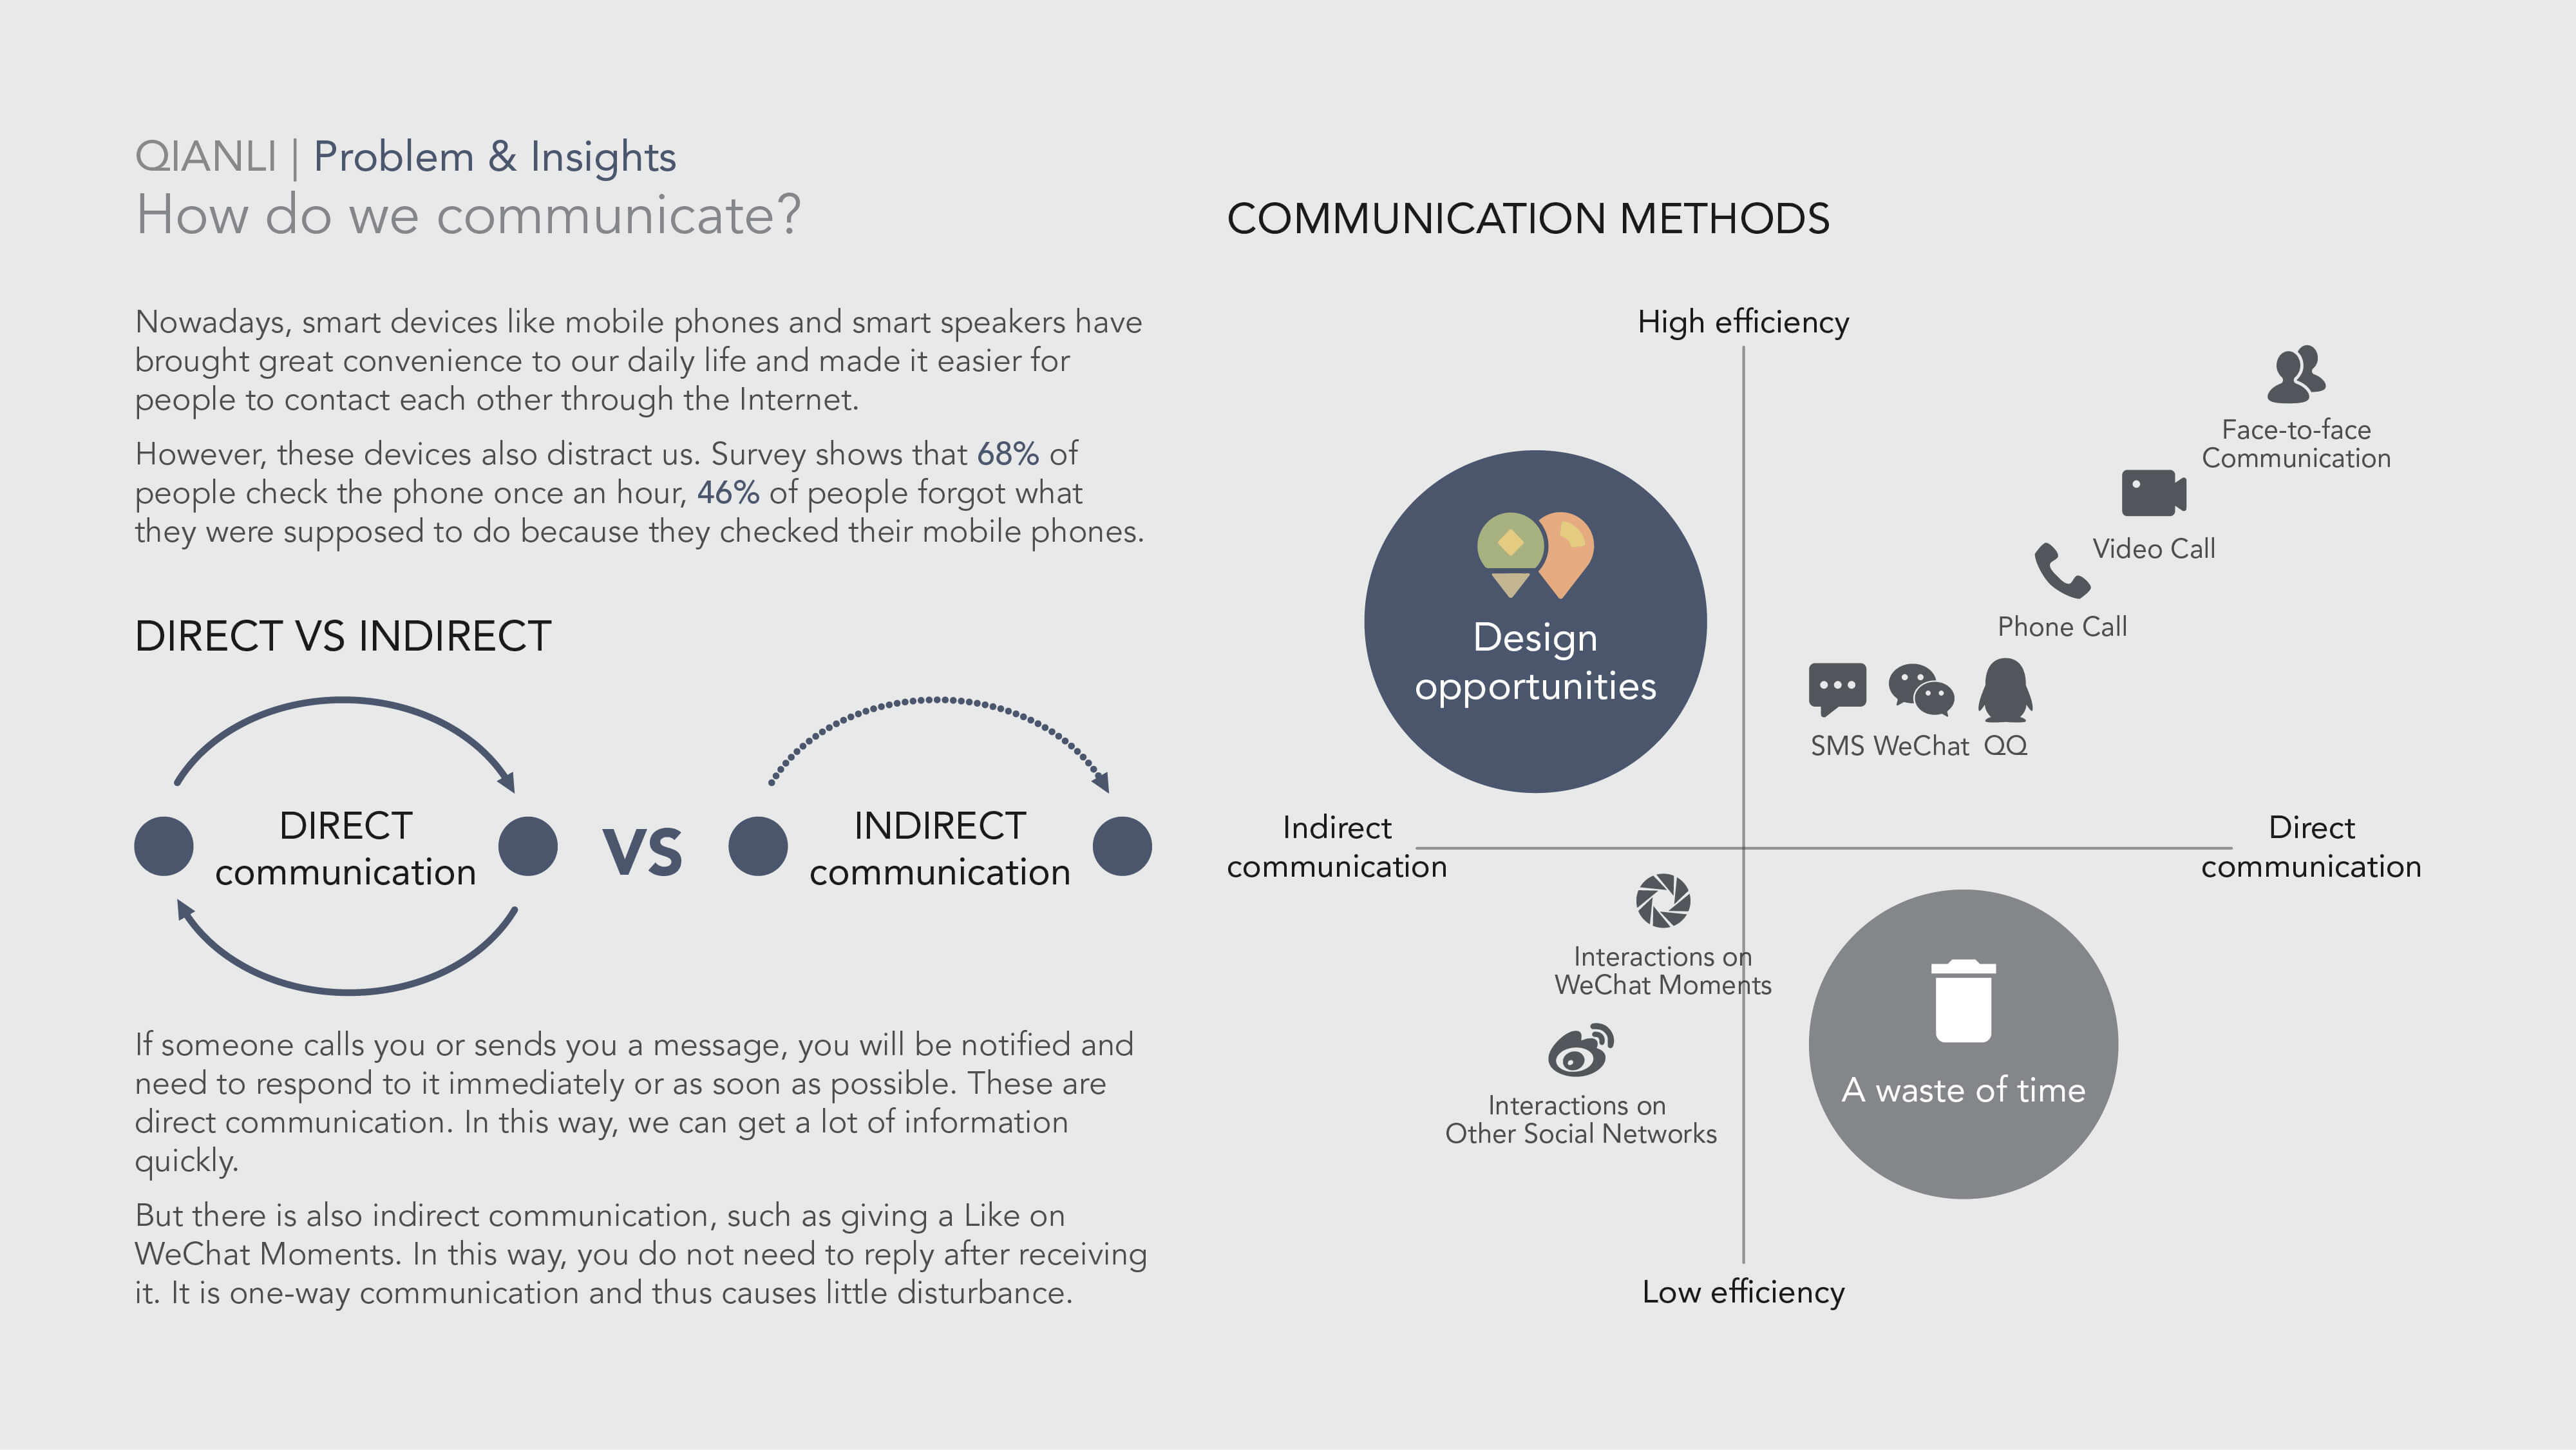 QIANLI | Problem & Insights
How do we communicate?
Nowadays, smart devices like mobile phones and smart speakers have
brought great convenience to our daily life and made it easier for
people to contact each other through the Internet.
However, these devices also distract us. Survey shows that 68% of
people check the phone once an hour, 46% of people forgot what
they were supposed to do because they checked their mobile phones.
DIRECT VS INDIRECT
DIRECT
communication
VS
INDIRECT
communication
If someone calls you or sends you a message, you will be notified and
need to respond to it immediately or as soon as possible. These are
direct communication. In this way, we can get a lot of information
quickly.
But there is also indirect communication, such as giving a Like on
WeChat Moments. In this way, you do not need to reply after receiving
it. It is one-way communication and thus causes little disturbance.
COMMUNICATION METHODS
High efficiency
Face-to-face
Communication
Video Call
Phone Call
Design
opportunities
SMS WeChat QQ
Indirect
communication
Direct
communication
Interactions on
WeChat Moments
A waste of time
Interactions on
Other Social Networks
Low efficiency